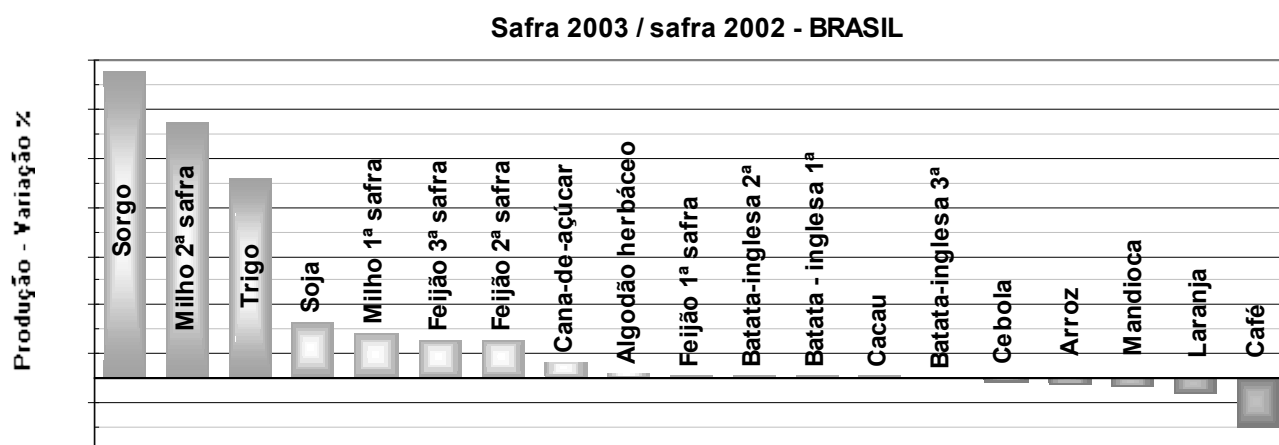 Safra 2003 / safra 2002 - BRASIL
Produção - Variação %
Sorgo
Milho 2ª safra
Trigo
Soja
Milho 1ª safra
Feijão 3ª safra
Feijão 2ª safra
Cana-de-açúcar
Algodão herbáceo
Feijão 1ª safra
Batata-inglesa 2ª
Batata - inglesa 1ª
Cacau
Batata-inglesa 3ª
Cebola
Arroz
Mandioca
Laranja
Café